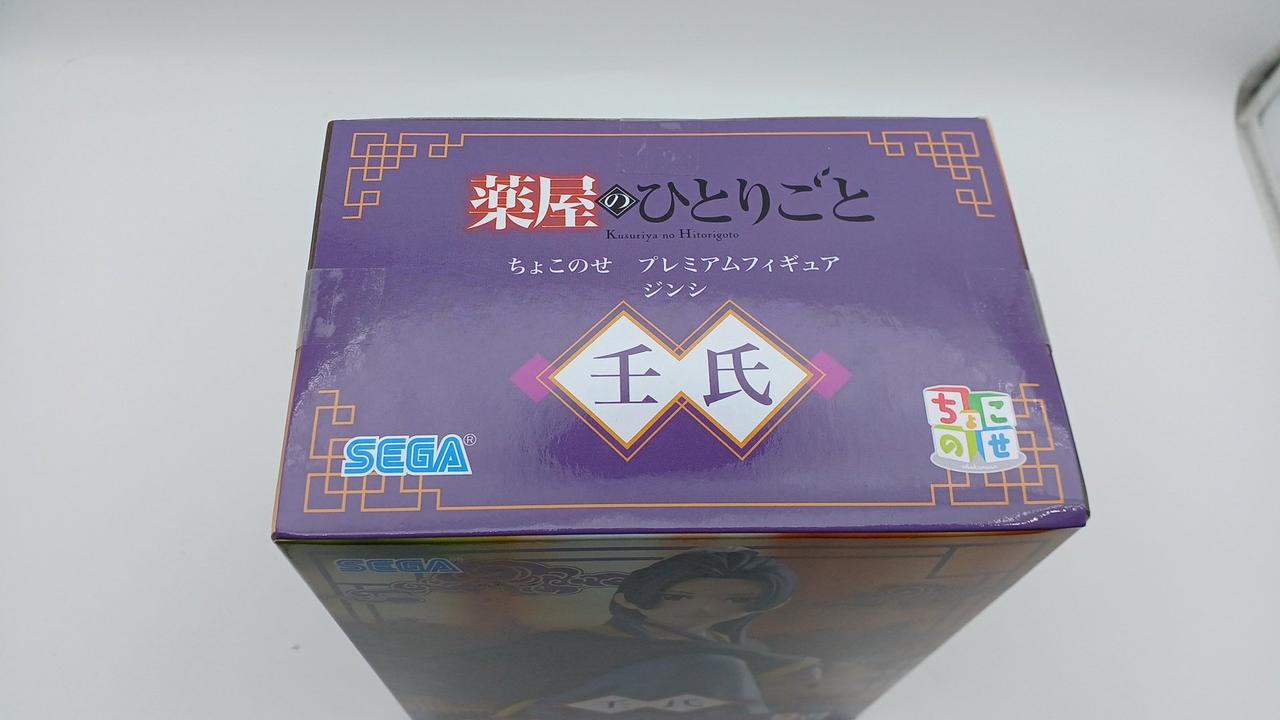 薬屋のひとりごと
Kusuriya no Hitorigoto
ちょこのせ プレミアムフィギュア
ジンシ
壬氏
SEGA®
ちょこのせ
SEGA
壬氏